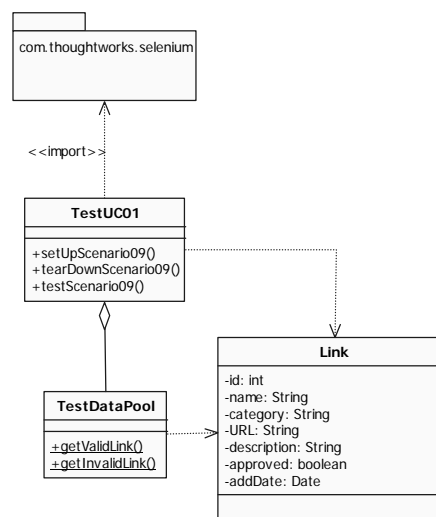 com.thoughtworks.selenium
<<import>>
TestUC01
+setUpScenario09()
+tearDownScenario09()
+testScenario09()
TestDataPool
+getValidLink()
+getInvalidLink()
Link
-id: int
-name: String
-category: String
-URL: String
-description: String
-approved: boolean
-addDate: Date